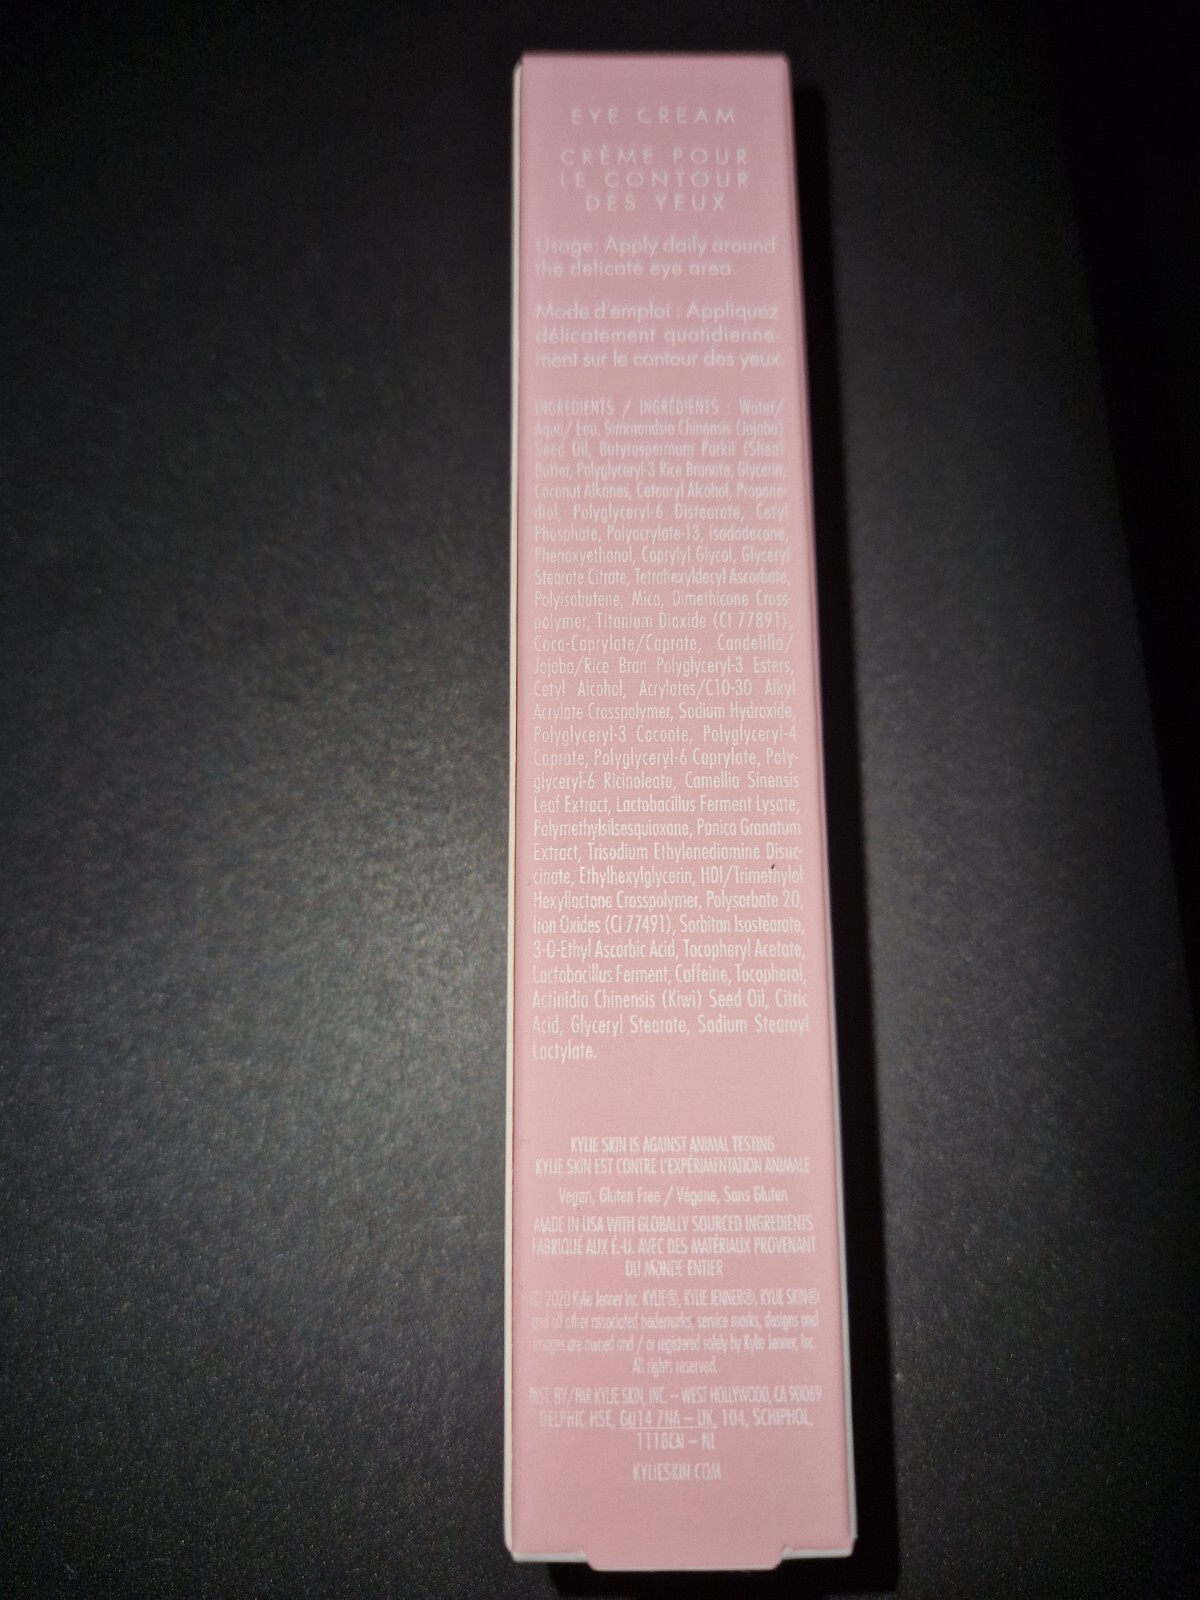 EYE CREAM
CRÈME POUR
LE CONTOUR
DES YEUX
Usage: Apply daily around
the delicate eye area.
Mode d'emploi : Appliquez
délicatement quotidienne-
ment sur le contour des yeux.
INGREDIENTS / INGRÉDIENTS : Water/
Aqua/ Eau, Simmondsia Chinensis (Jojoba)
Seed Oil, Butyrospermum Parkii (Shea)
Butter, Polyglyceryl-3 Rice Branate, Glycerin,
Coconut Alkanes, Cetearyl Alcohol, Propane-
diol, Polyglyceryl-6 Distearate, Cetyl
Phosphate, Polyacrylate-13, Isododecane,
Phenoxyethanol, Caprylyl Glycol, Glyceryl
Stearate Citrate, Tetrahexyldecyl Ascorbate,
Polyisobutene, Mica, Dimethicone Cross-
polymer, Titanium Dioxide (CI 77891),
Coco-Caprylate/Caprate, Candelilla/
Jojoba/Rice Bran Polyglyceryl-3 Esters,
Cetyl Alcohol, Acrylates/C10-30 Alkyl
Acrylate Crosspolymer, Sodium Hydroxide,
Polyglyceryl-3 Cocoate, Polyglyceryl-4
Caprate, Polyglyceryl-6 Caprylate, Poly-
glyceryl-6 Ricinoleate, Camellia Sinensis
Leaf Extract, Lactobacillus Ferment Lysate,
Polymethylsilsesquioxane, Punica Granatum
Extract, Trisodium Ethylenediamine Disuc-
cinate, Ethylhexylglycerin, HDI/Trimethylol
Hexyllactone Crosspolymer, Polysorbate 20,
Iron Oxides (CI 77491), Sorbitan Isostearate,
3-O-Ethyl Ascorbic Acid, Tocopheryl Acetate,
Lactobacillus Ferment, Caffeine, Tocopherol,
Actinidia Chinensis (Kiwi) Seed Oil, Citric
Acid, Glyceryl Stearate, Sodium Stearoyl
Lactylate.
KYLIE SKIN IS AGAINST ANIMAL TESTING
KYLIE SKIN EST CONTRE L'EXPÉRIMENTATION ANIMALE
Vegan, Gluten Free / Végane, Sans Gluten
MADE IN USA WITH GLOBALLY SOURCED INGREDIENTS
FABRIQUÉ AUX É.-U. AVEC DES MATÉRIAUX PROVENANT
DU MONDE ENTIER
© 2020 Kylie Jenner Inc. KYLIE®, KYLIE JENNER®, KYLIE SKIN®
and all other associated trademarks, service marks, designs and
images are owned and / or registered solely by Kylie Jenner, Inc.
All rights reserved.
DIST. BY/ PAR KYLIE SKIN, INC. – WEST HOLLYWOOD, CA 90069
DELPHIC HSE, GU14 7NA – UK, 104, SCHIPHOL,
1118CN – NL
KYLIESKIN.COM